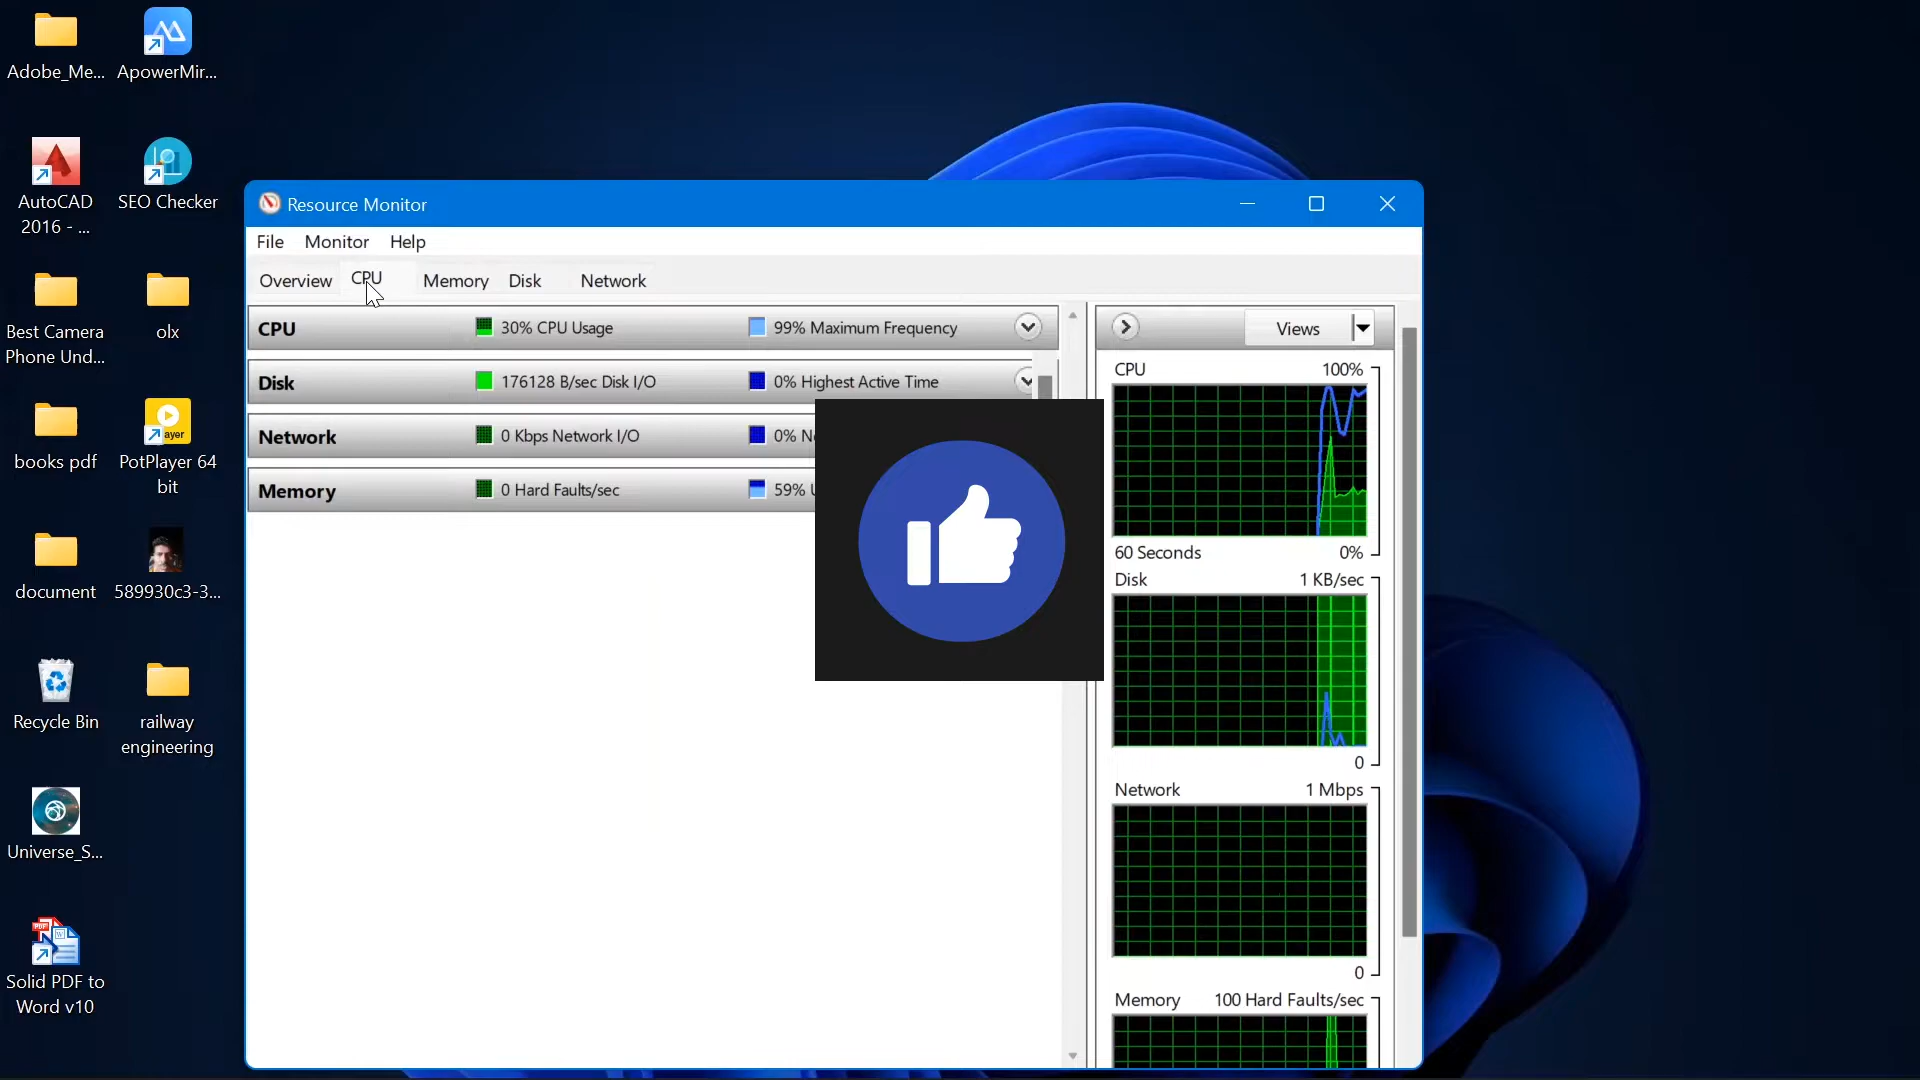 Adobe_Me...
ApowerMir...
AutoCAD
2016 - ...
SEO Checker
Best Camera
Phone Und...
olx
books pdf
ayer
PotPlayer 64
bit
document
589930c3-3...
Recycle Bin
railway
engineering
Universe_S...
PDF
W
Solid PDF to
Word v10
Resource Monitor
File Monitor Help
Overview CPU Memory Disk Network
CPU 30% CPU Usage 99% Maximum Frequency
Disk 176128 B/sec Disk I/O 0% Highest Active Time
Network 0 Kbps Network I/O 0%
Memory 0 Hard Faults/sec 59%
Views
CPU 100%
60 Seconds 0%
Disk 1 KB/sec
0
Network 1 Mbps
0
Memory 100 Hard Faults/sec